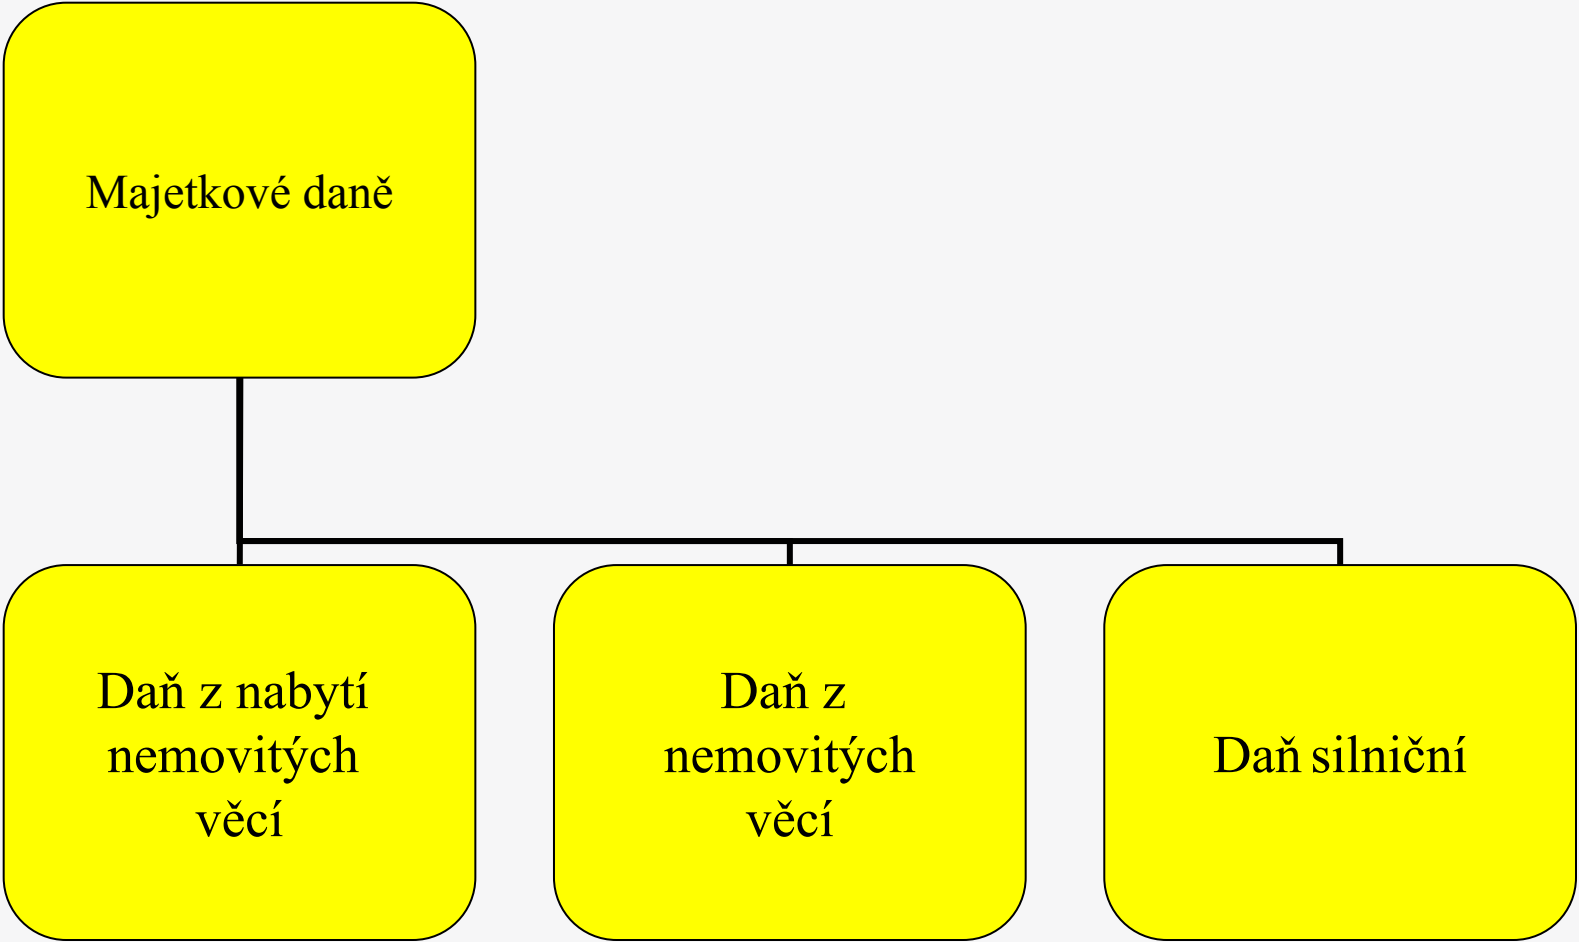 Majetkové daně
Daň z nabytí
nemovitých
věcí
Daň z
nemovitých
věcí
Daň silniční